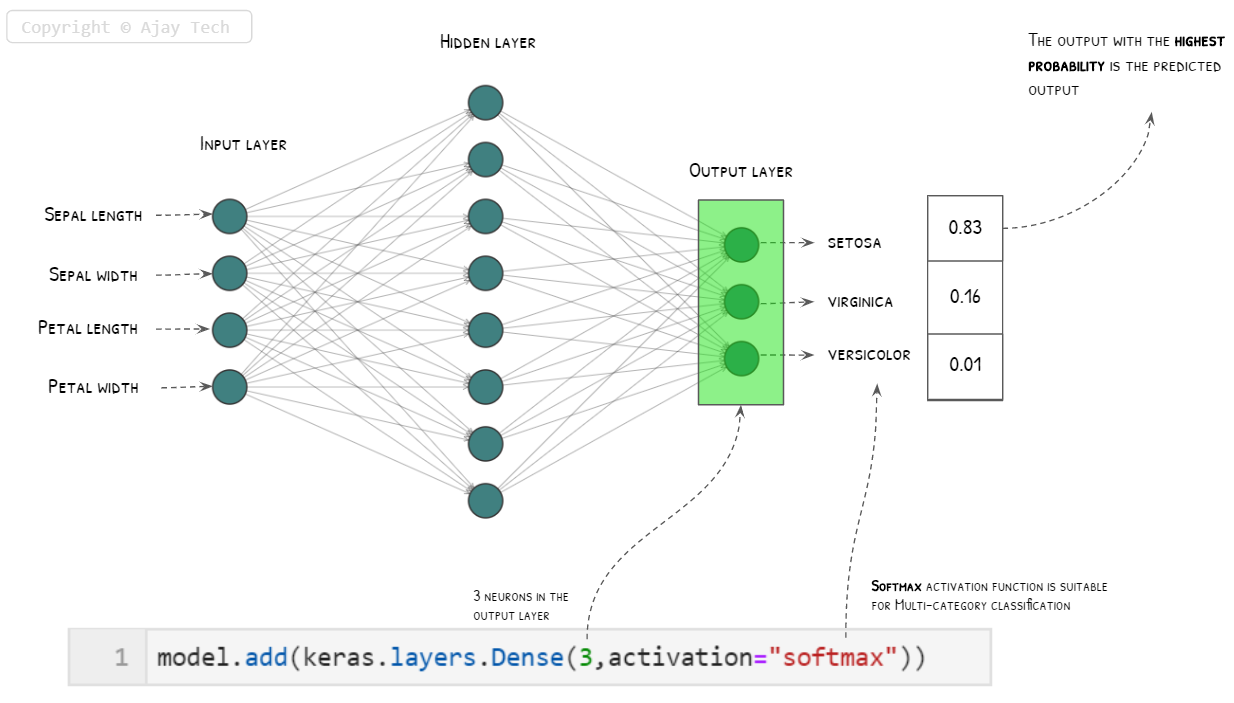 Copyright © Ajay Tech
Hidden layer
The output with the highest
probability is the predicted
output
Input layer
Output layer
Sepal length
Sepal width
Petal length
Petal width
setosa
virginica
versicolor
0.83
0.16
0.01
3 neurons in the
output layer
Softmax activation function is suitable
for Multi-category classification
1 model.add(keras.layers.Dense(3,activation="softmax"))